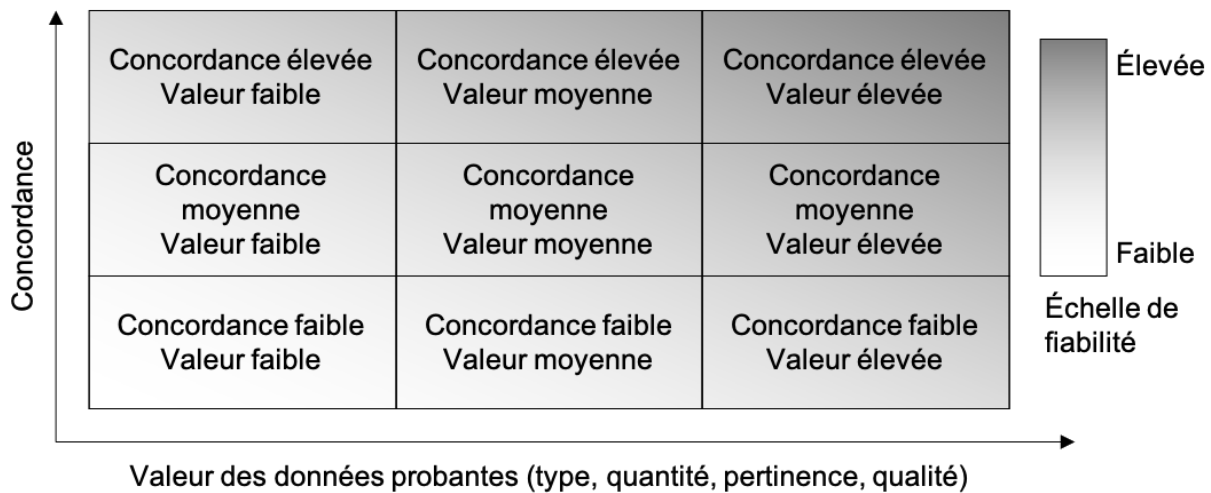 Concordance élevée
Valeur faible
Concordance élevée
Valeur moyenne
Concordance élevée
Valeur élevée
Concordance
moyenne
Valeur faible
Concordance
moyenne
Valeur moyenne
Concordance
moyenne
Valeur élevée
Concordance faible
Valeur faible
Concordance faible
Valeur moyenne
Concordance faible
Valeur élevée
Concordance
Valeur des données probantes (type, quantité, pertinence, qualité)
Élevée
Faible
Échelle de
fiabilité